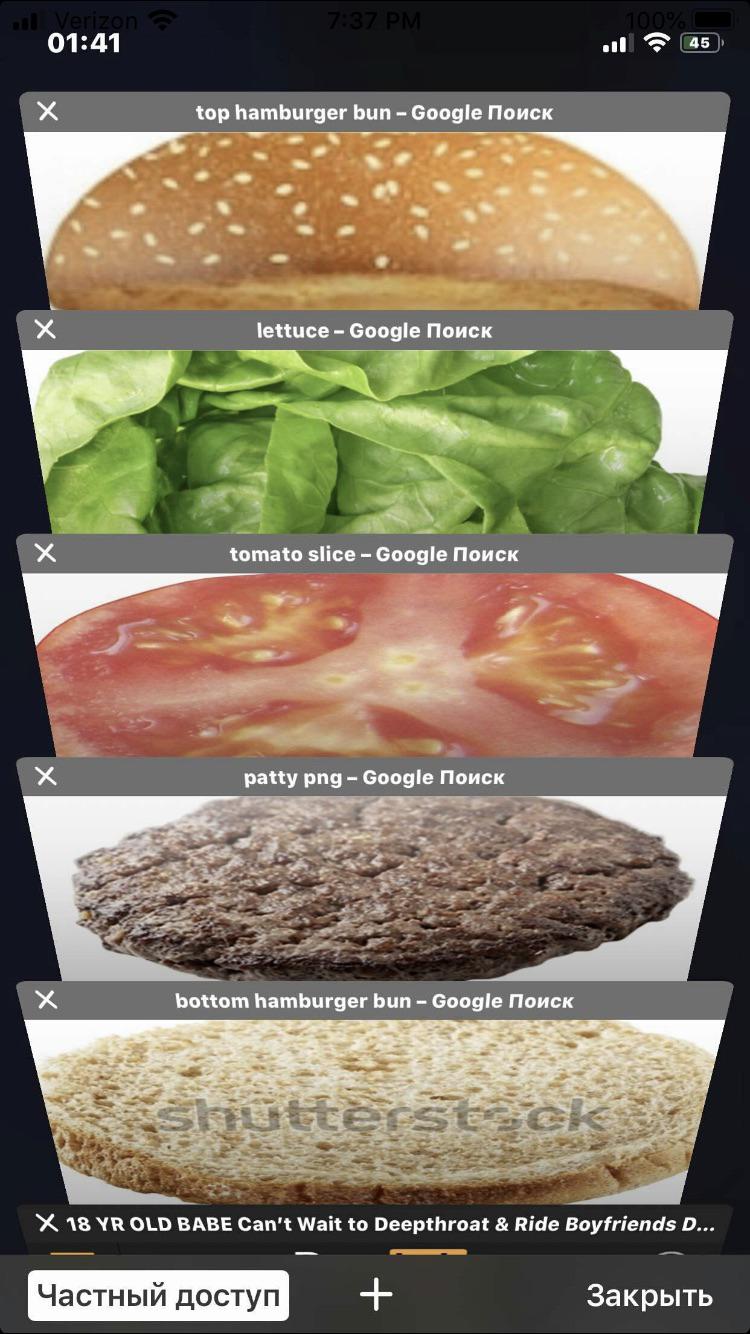 Verizon 7:37 PM 100%
01:41 45
top hamburger bun – Google Поиск
lettuce – Google Поиск
tomato slice – Google Поиск
patty png – Google Поиск
bottom hamburger bun – Google Поиск
shutterstock
18 YR OLD BABE Can’t Wait to Deepthroat & Ride Boyfriends D...
Частный доступ + Закрыть